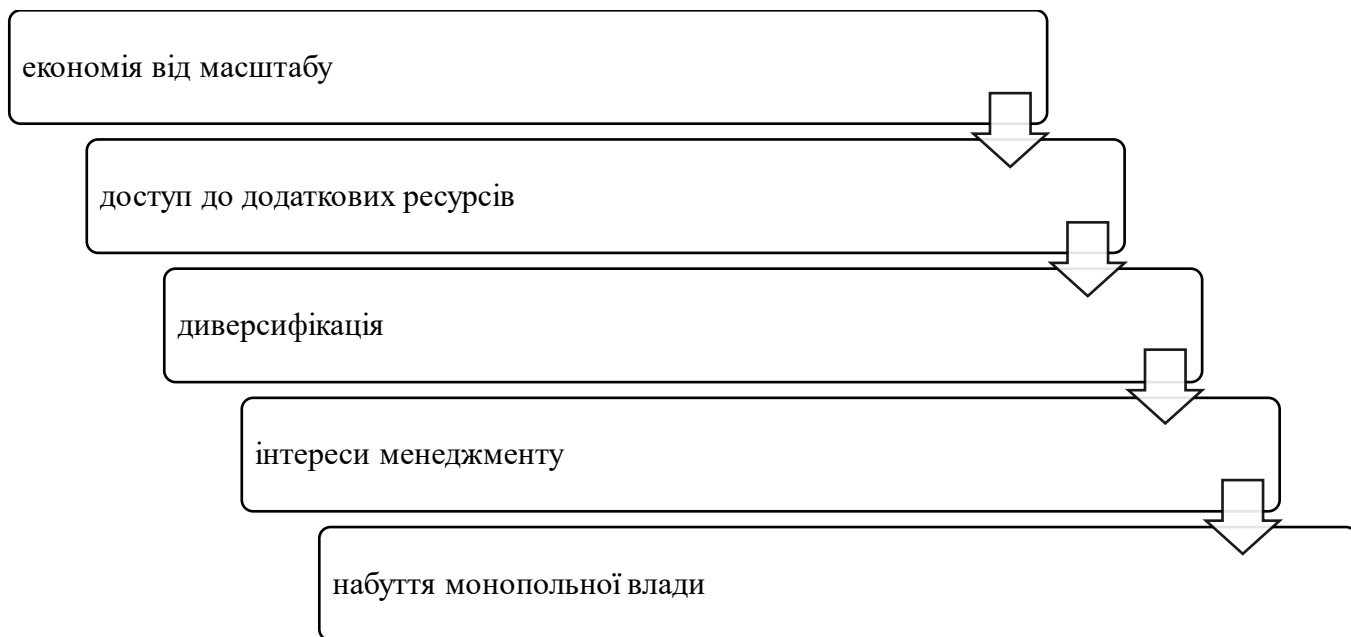 економія від масштабу
доступ до додаткових ресурсів
диверсифікація
інтереси менеджменту
набуття монопольної влади